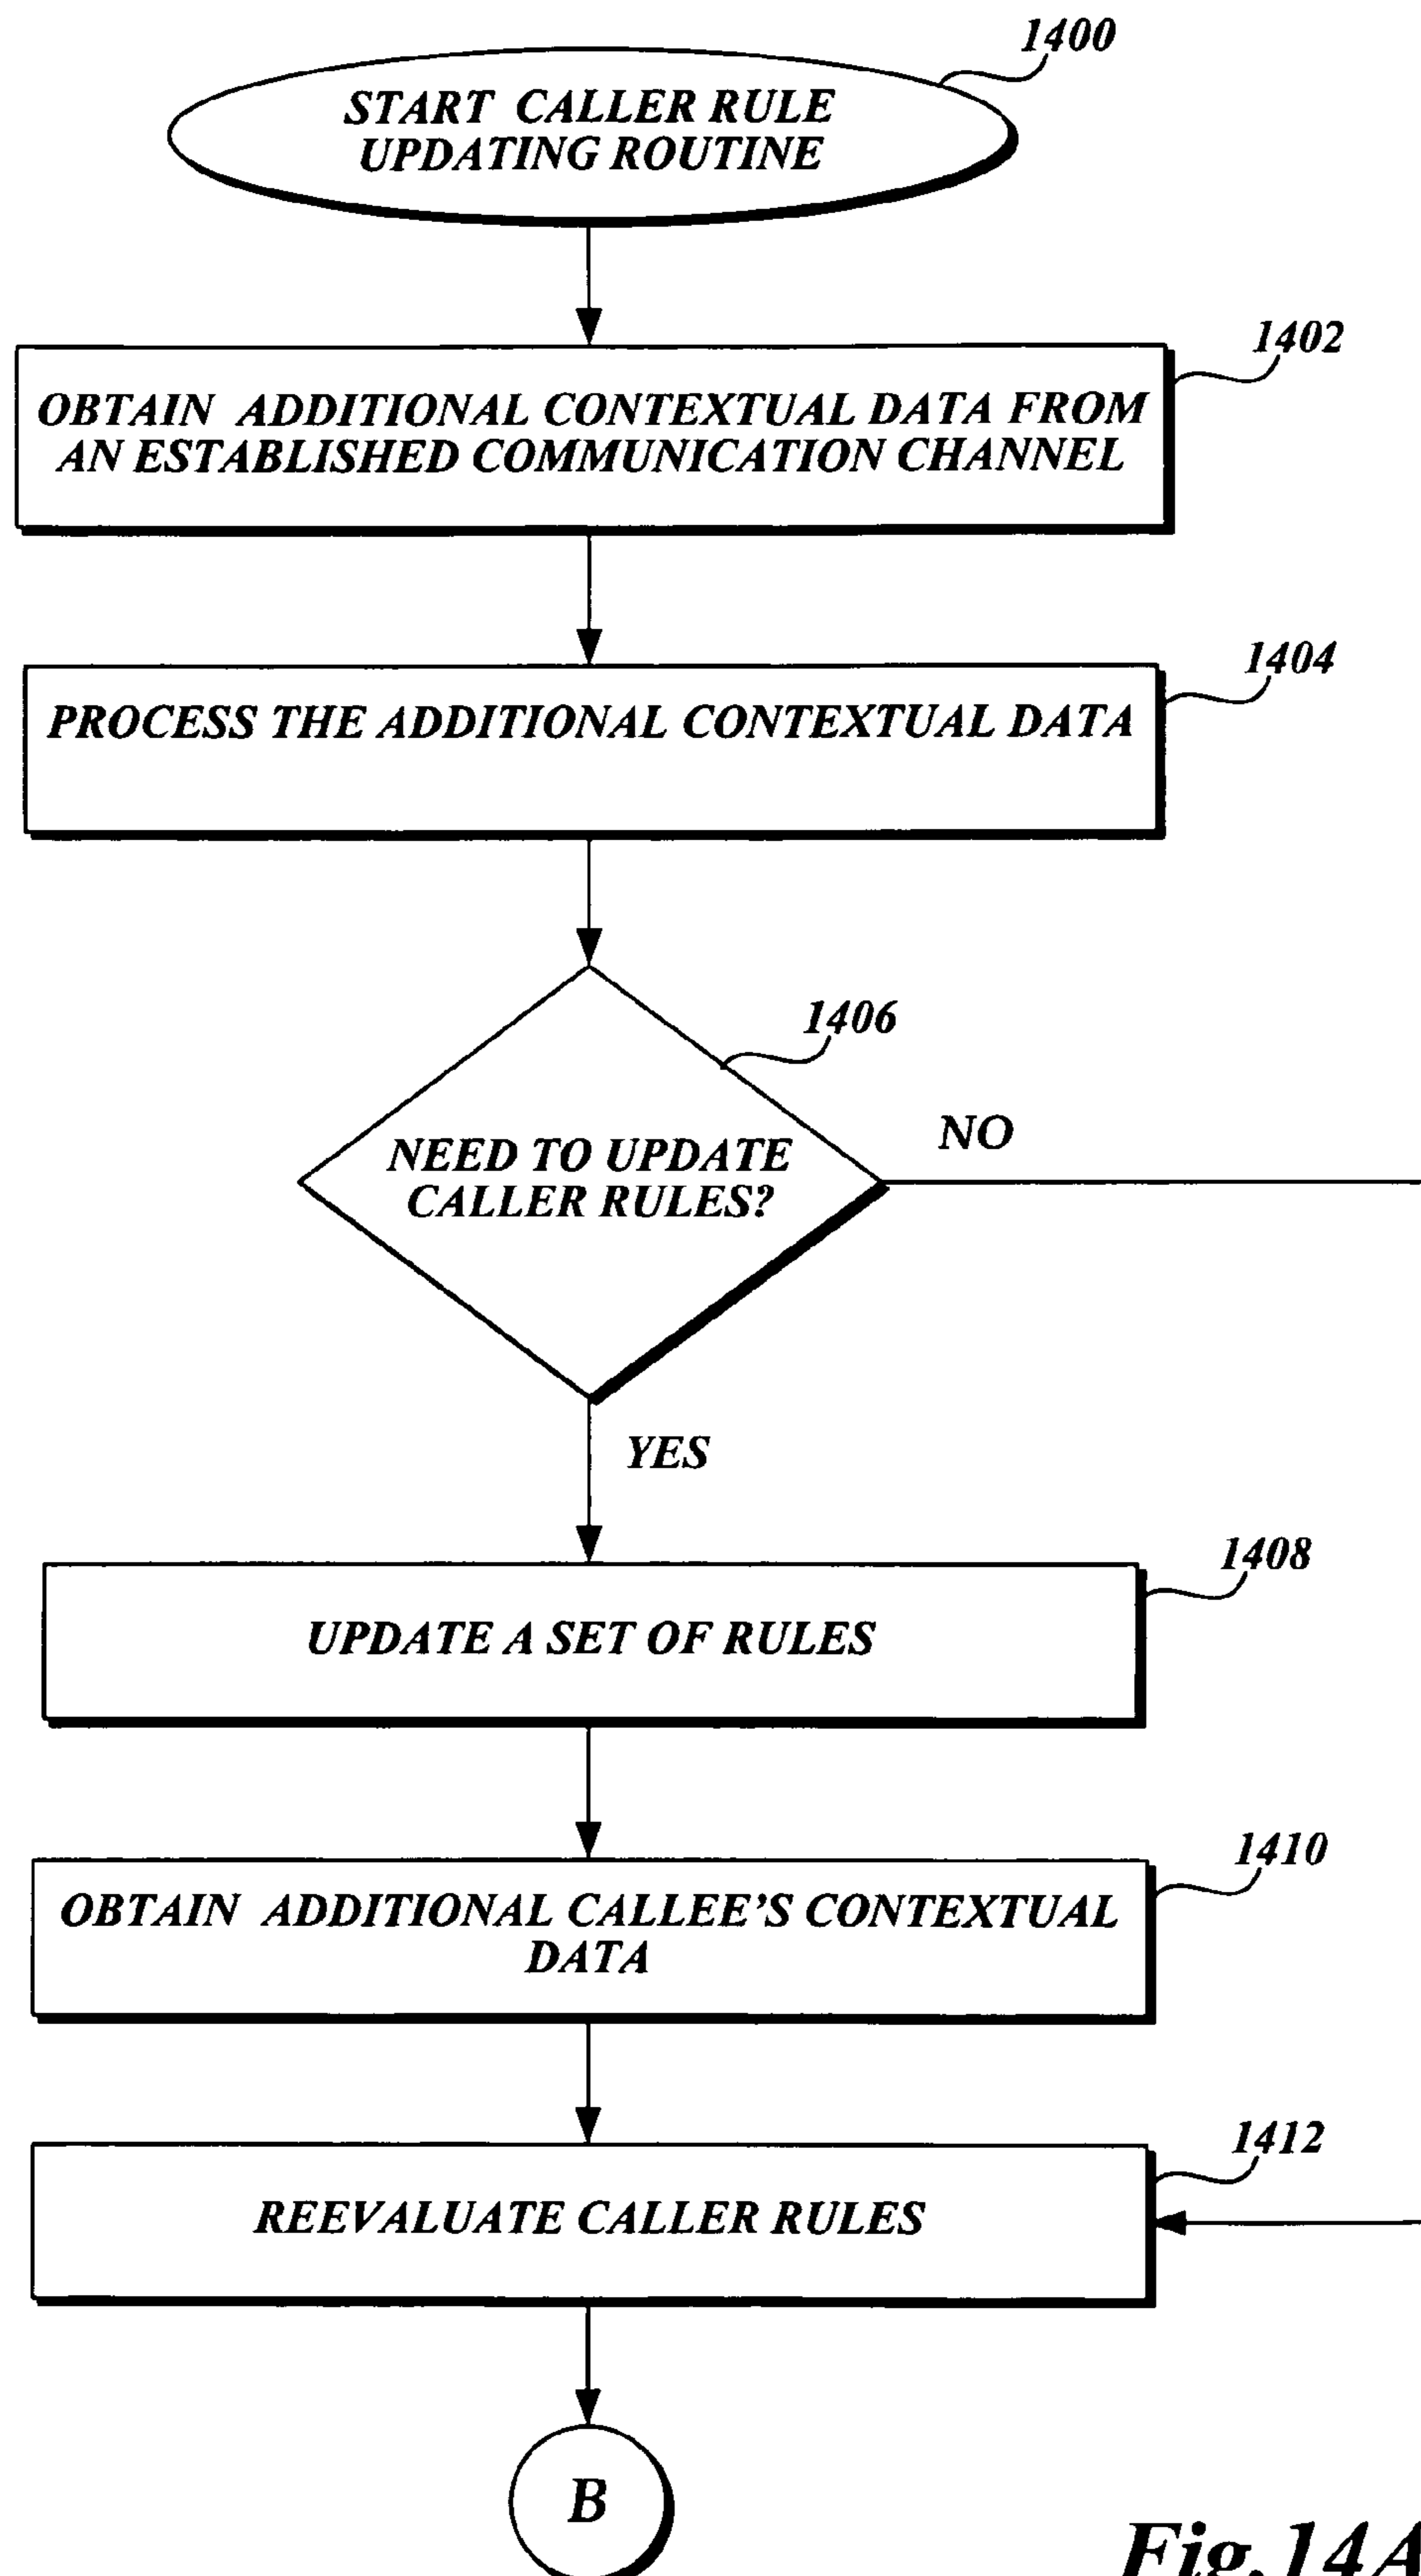 1400
START CALLER RULE
UPDATING ROUTINE
1402
OBTAIN ADDITIONAL CONTEXTUAL DATA FROM
AN ESTABLISHED COMMUNICATION CHANNEL
1404
PROCESS THE ADDITIONAL CONTEXTUAL DATA
1406
NEED TO UPDATE
CALLER RULES?
NO
YES
1408
UPDATE A SET OF RULES
1410
OBTAIN ADDITIONAL CALLEE'S CONTEXTUAL
DATA
1412
REEVALUATE CALLER RULES
B
Fig.14A